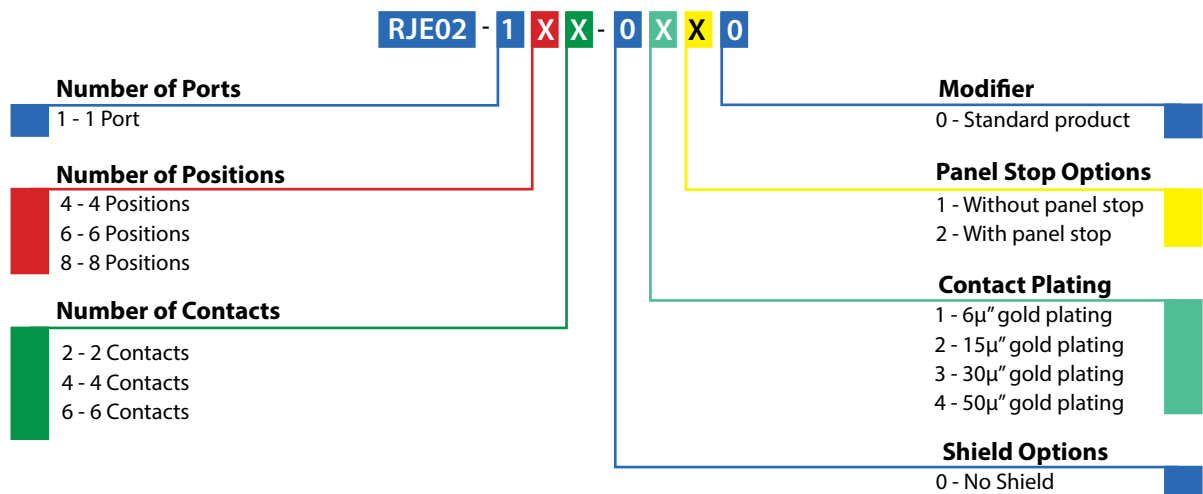 RJE02 - 1 X X - 0 X X 0
Number of Ports
1 - 1 Port
Number of Positions
4 - 4 Positions
6 - 6 Positions
8 - 8 Positions
Number of Contacts
2 - 2 Contacts
4 - 4 Contacts
6 - 6 Contacts
Modifier
0 - Standard product
Panel Stop Options
1 - Without panel stop
2 - With panel stop
Contact Plating
1 - 6µ” gold plating
2 - 15µ” gold plating
3 - 30µ” gold plating
4 - 50µ” gold plating
Shield Options
0 - No Shield